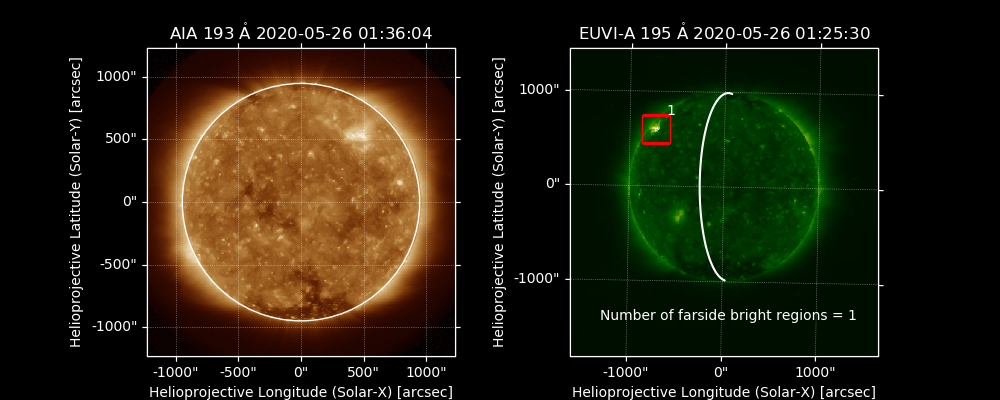 AIA 193 Å 2020-05-26 01:36:04
Helioprojective Latitude (Solar-Y) [arcsec]
1000"
500"
0"
-500"
-1000"
-1000"
-500"
0"
500"
1000"
Helioprojective Longitude (Solar-X) [arcsec]
EUVI-A 195 Å 2020-05-26 01:25:30
Helioprojective Latitude (Solar-Y) [arcsec]
1000"
0"
-1000"
1
Number of farside bright regions = 1
-1000"
0"
1000"
Helioprojective Longitude (Solar-X) [arcsec]